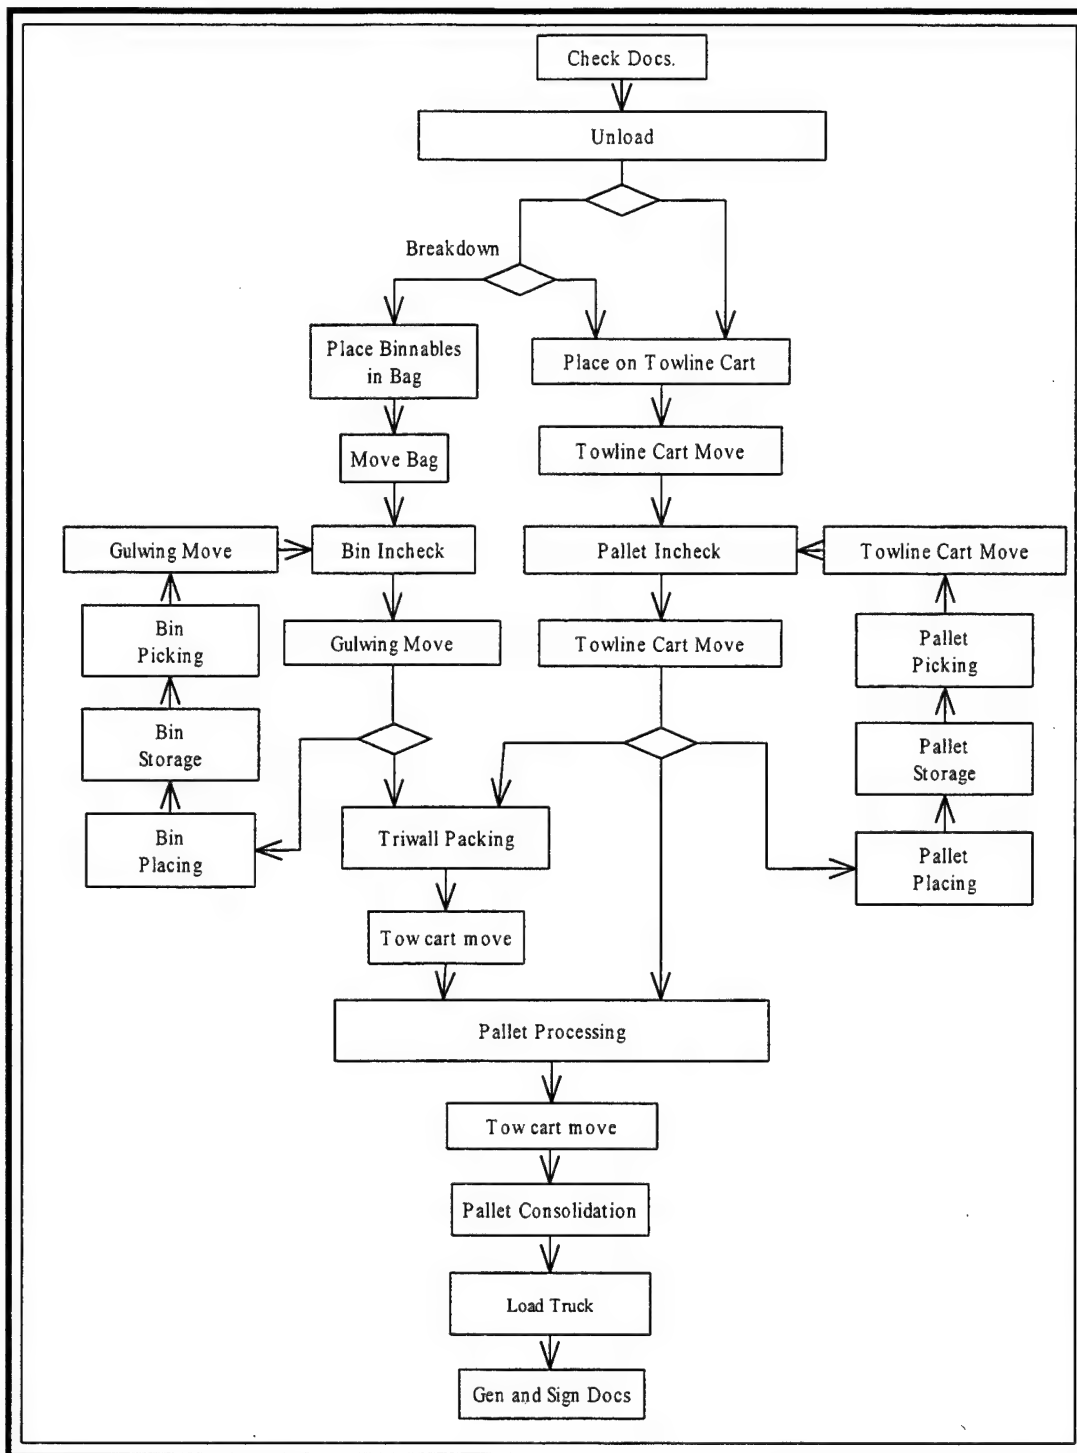 Check Docs.
Unload
Breakdown
Place Binnables
in Bag
Place on Towline Cart
Move Bag
Towline Cart Move
Gulwing Move
Bin Incheck
Pallet Incheck
Towline Cart Move
Bin
Picking
Gulwing Move
Towline Cart Move
Pallet
Picking
Bin
Storage
Pallet
Storage
Bin
Placing
Triwall Packing
Pallet
Placing
Tow cart move
Pallet Processing
Tow cart move
Pallet Consolidation
Load Truck
Gen and Sign Docs